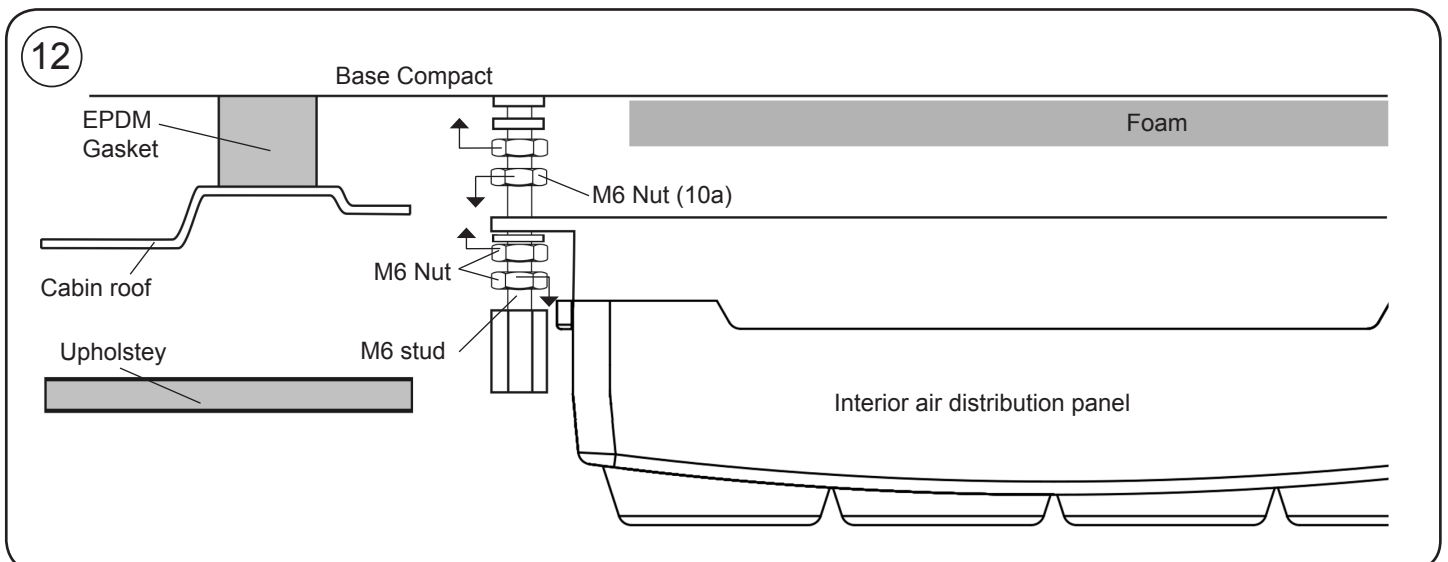 12
Base Compact
EPDM
Gasket
Foam
M6 Nut (10a)
M6 Nut
Cabin roof
M6 stud
Upholstey
Interior air distribution panel